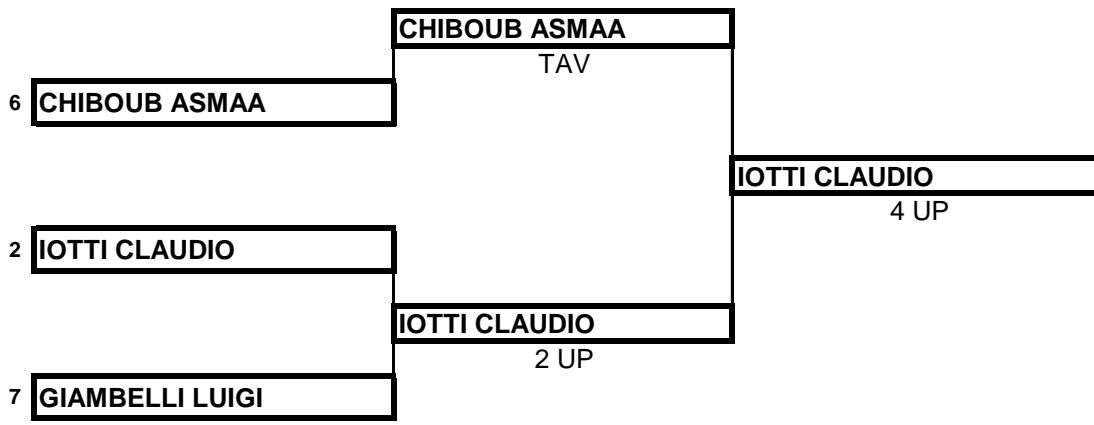 CHIBOUB ASMAA
TAV
6 CHIBOUB ASMAA
IOTTI CLAUDIO
4 UP
2 IOTTI CLAUDIO
IOTTI CLAUDIO
2 UP
7 GIAMBELLI LUIGI